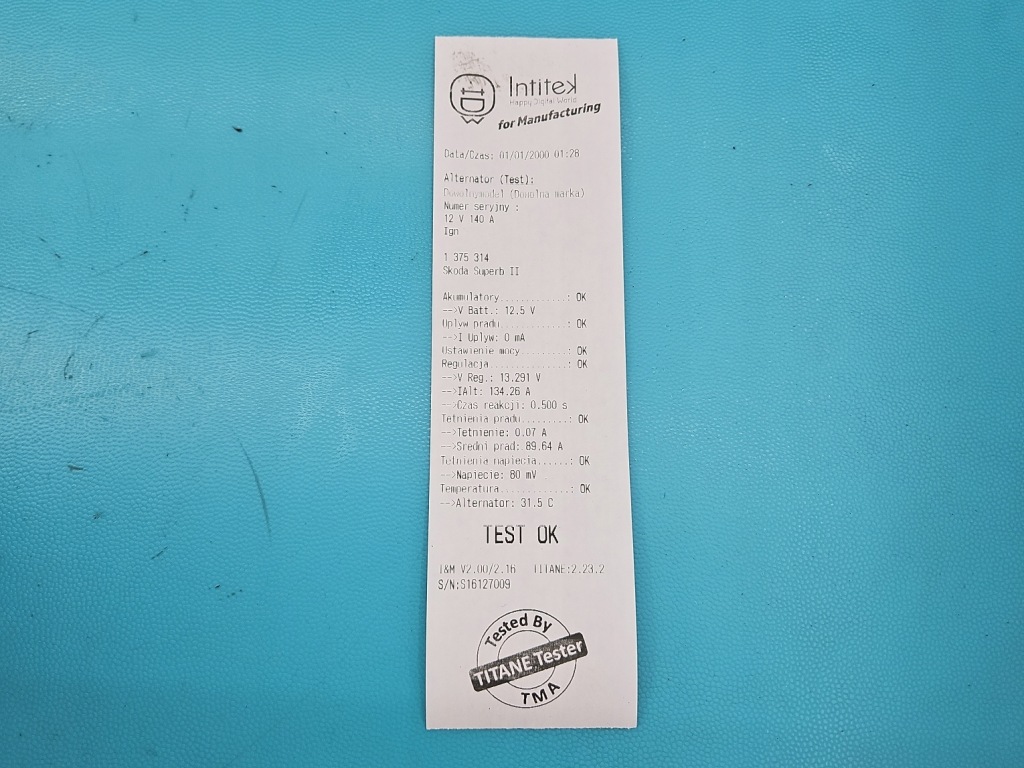 Intitek
Happy Digital World
for Manufacturing
Data/Czas: 01/01/2000 01:28
Alternator (Test):
Dowolnymodel (Dowolna marka)
Numer seryjny :
12 V 140 A
Ign
1 375 314
Skoda Superb II
Akumulatory.............: OK
-->V Batt.: 12.5 V
Uplyw pradu.............: OK
-->I Uplyw: 0 mA
Ustawienie mocy.........: OK
Regulacja...............: OK
-->V Reg.: 13.291 V
-->IAlt: 134.26 A
-->Czas reakcji: 0.500 s
Tetnienia pradu.........: OK
-->Tetnienie: 0.07 A
-->Sredni prad: 89.64 A
Tetnienia napiecia......: OK
-->Napiecie: 80 mV
Temperatura.............: OK
-->Alternator: 31.5 C
TEST OK
I&M V2.00/2.16 TITANE:2.23.2
S/N:S16127009
Tested By
TITANE Tester
TMA